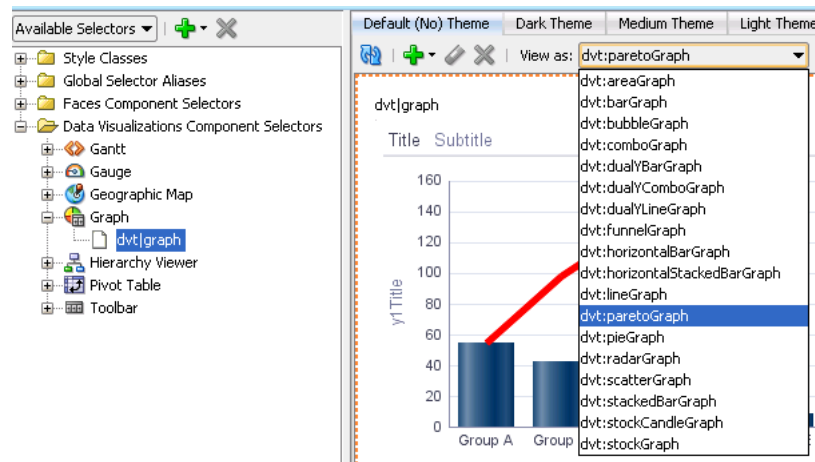 Available Selectors
Style Classes
Global Selector Aliases
Faces Component Selectors
Data Visualizations Component Selectors
Gantt
Gauge
Geographic Map
Graph
dvt|graph
Hierarchy Viewer
Pivot Table
Toolbar
Default (No) Theme Dark Theme Medium Theme Light Theme
View as: dvt:paretoGraph
dvt:areaGraph
dvt:barGraph
dvt:bubbleGraph
dvt:comboGraph
dvt:dualYBarGraph
dvt:dualYComboGraph
dvt:dualYLineGraph
dvt:funnelGraph
dvt:horizontalBarGraph
dvt:horizontalStackedBarGraph
dvt:lineGraph
dvt:paretoGraph
dvt:pieGraph
dvt:radarGraph
dvt:scatterGraph
dvt:stackedBarGraph
dvt:stockCandleGraph
dvt:stockGraph
dvt|graph
Title Subtitle
160
140
120
100
80
60
40
20
0
y1Title
Group A Group